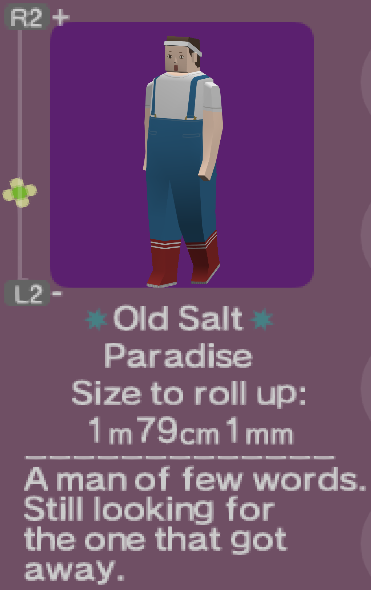 R2 +
L2 -
Old Salt
Paradise
Size to roll up:
1m79cm1mm
A man of few words.
Still looking for
the one that got
away.